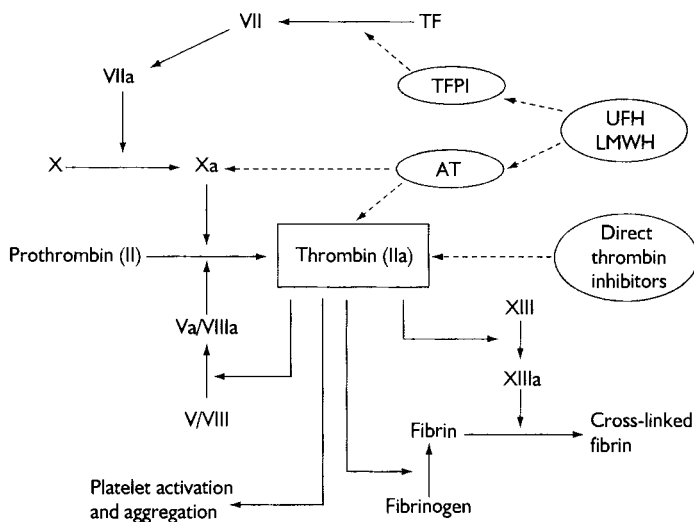 VII
TF
VIIa
TFPI
UFH
LMWH
X
Xa
AT
Prothrombin (II)
Thrombin (IIa)
Direct
thrombin
inhibitors
Va/VIIIa
XIII
XIIIa
V/VIII
Fibrin
Cross-linked
fibrin
Platelet activation
and aggregation
Fibrinogen